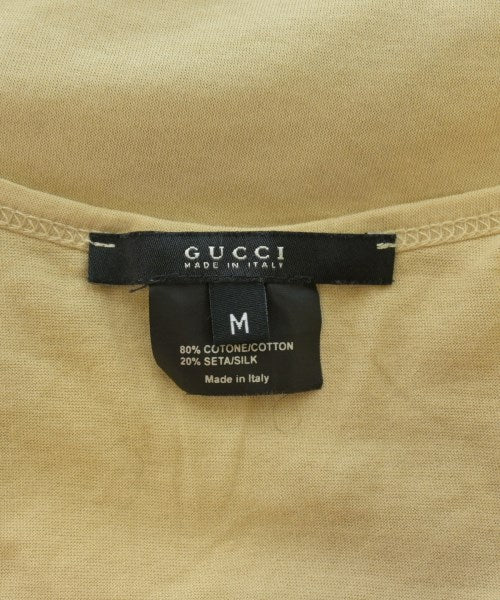 GUCCI
MADE IN ITALY
M
80% COTONE/COTTON
20% SETA/SILK
Made in Italy